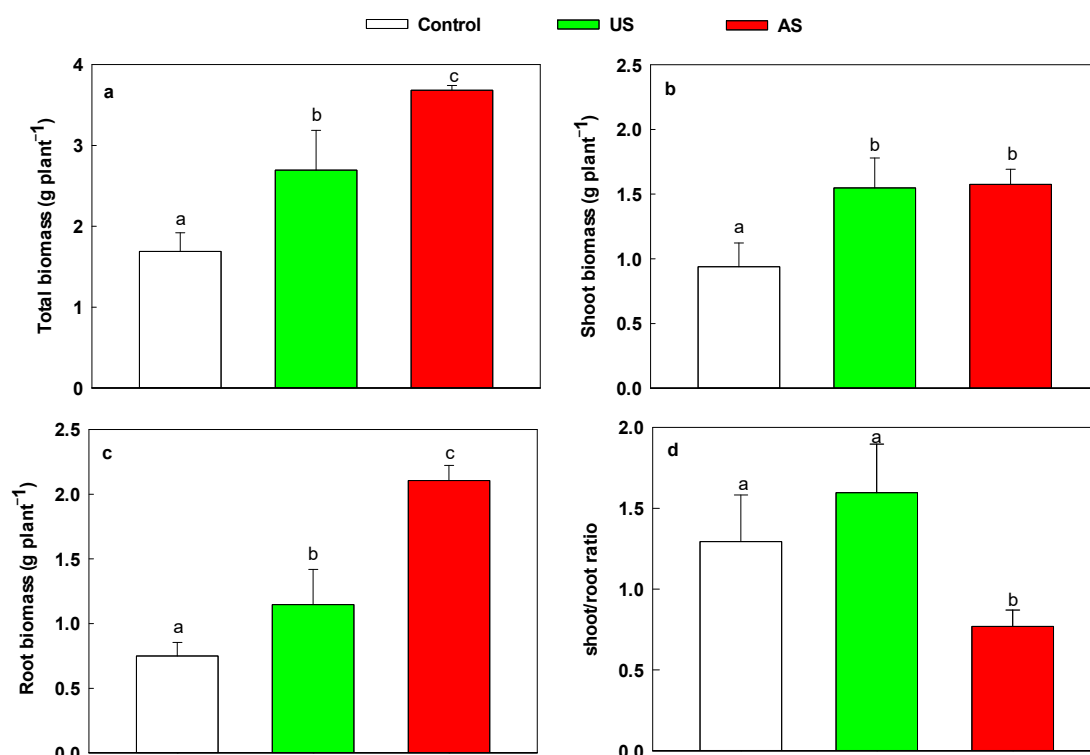 Control US AS
a
Total biomass (g plant⁻¹)
4
3
2
1
0
a
b
c
b
Shoot biomass (g plant⁻¹)
2.5
2.0
1.5
1.0
0.5
0.0
a
b
b
c
Root biomass (g plant⁻¹)
2.5
2.0
1.5
1.0
0.5
0.0
a
b
c
d
shoot/root ratio
2.0
1.5
1.0
0.5
0.0
a
a
b